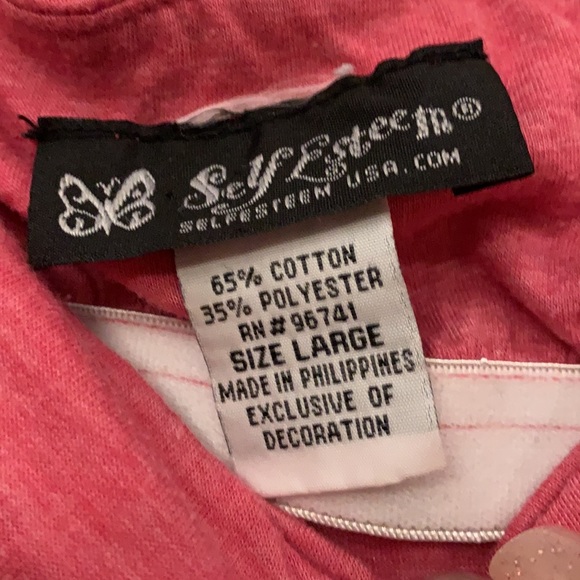 Self Esteem®
SELFESTEEM USA.COM
65% COTTON
35% POLYESTER
RN# 96741
SIZE LARGE
MADE IN PHILIPPINES
EXCLUSIVE OF
DECORATION